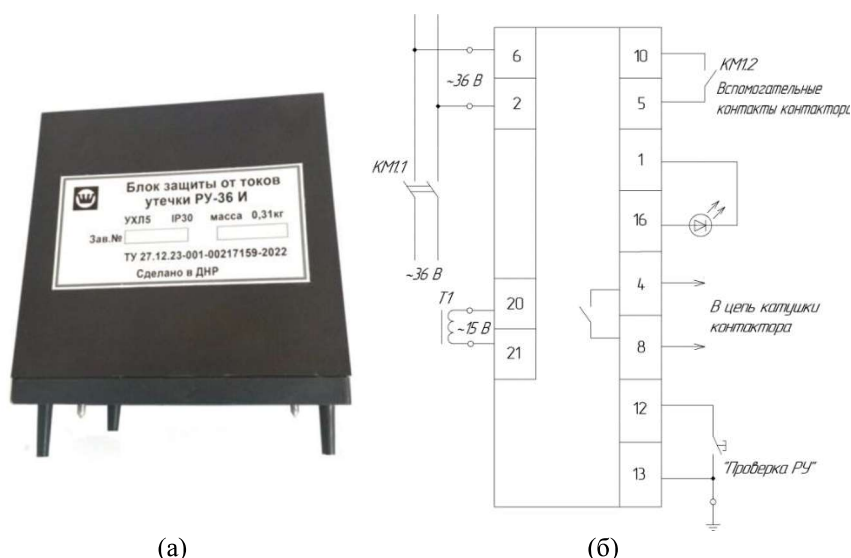 Блок защиты от токов
утечки РУ-36 И
УХЛ5 IP30 масса 0,31кг
Зав.№
ТУ 27.12.23-001-00217159-2022
Сделано в ДНР
(а)
6
~36 В
2
КМ1.1
~36 В
Т1
20
~15 В
21
10
КМ1.2
Вспомогательные
контакты контактора
5
1
16
4
В цепь катушки
контактора
8
12
"Проверка РУ"
13
(б)